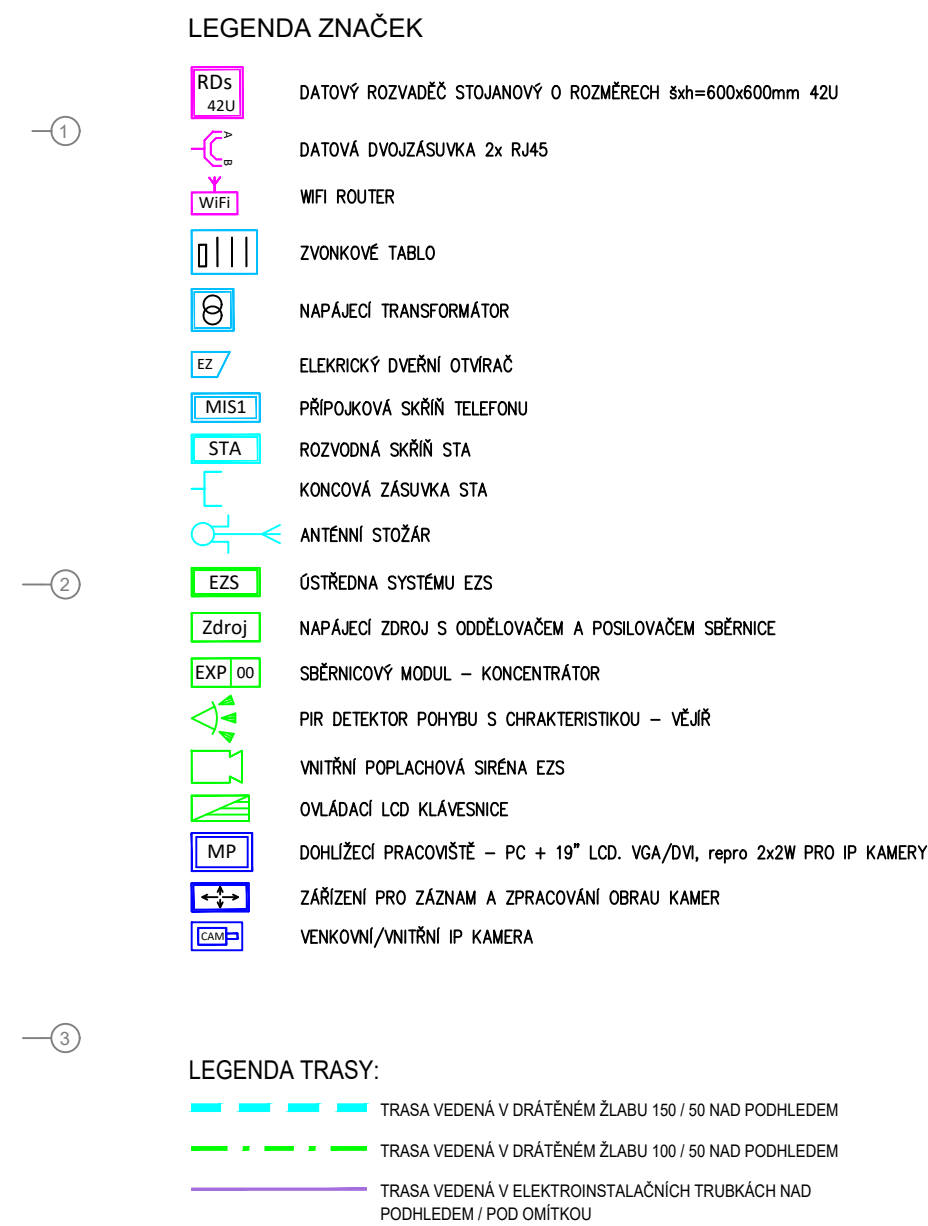 LEGENDA ZNAČEK
RDs
42U
DATOVÝ ROZVADĚČ STOJANOVÝ O ROZMĚRECH šxh=600x600mm 42U
1
A
B
DATOVÁ DVOJZÁSUVKA 2x RJ45
WiFi
WIFI ROUTER
ZVONKOVÉ TABLO
NAPÁJECÍ TRANSFORMÁTOR
EZ
ELEKRICKÝ DVEŘNÍ OTVÍRAČ
MIS1
PŘÍPOJKOVÁ SKŘÍŇ TELEFONU
STA
ROZVODNÁ SKŘÍŇ STA
KONCOVÁ ZÁSUVKA STA
ANTÉNNÍ STOŽÁR
2
EZS
ÚSTŘEDNA SYSTÉMU EZS
Zdroj
NAPÁJECÍ ZDROJ S ODDĚLOVAČEM A POSILOVAČEM SBĚRNICE
EXP 00
SBĚRNICOVÝ MODUL – KONCENTRÁTOR
PIR DETEKTOR POHYBU S CHRAKTERISTIKOU – VĚJÍŘ
VNITŘNÍ POPLACHOVÁ SIRÉNA EZS
OVLÁDACÍ LCD KLÁVESNICE
MP
DOHLÍŽECÍ PRACOVIŠTĚ – PC + 19" LCD. VGA/DVI, repro 2x2W PRO IP KAMERY
ZÁŘÍZENÍ PRO ZÁZNAM A ZPRACOVÁNÍ OBRAU KAMER
CAM
VENKOVNÍ/VNITŘNÍ IP KAMERA
3
LEGENDA TRASY:
TRASA VEDENÁ V DRÁTĚNÉM ŽLABU 150 / 50 NAD PODHLEDEM
TRASA VEDENÁ V DRÁTĚNÉM ŽLABU 100 / 50 NAD PODHLEDEM
TRASA VEDENÁ V ELEKTROINSTALAČNÍCH TRUBKÁCH NAD
PODHLEDEM / POD OMÍTKOU